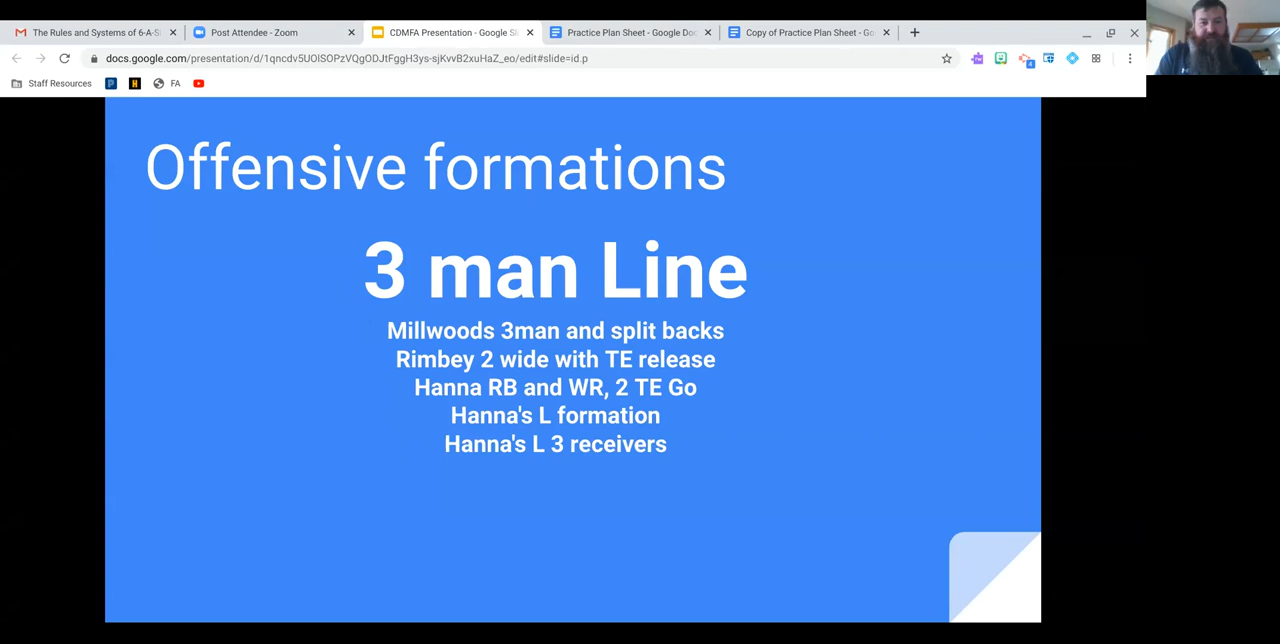 The Rules and Systems of 6-A-S
Post Attendee - Zoom
CDMFA Presentation - Google Sl
Practice Plan Sheet - Google Doc
Copy of Practice Plan Sheet - Go
docs.google.com/presentation/d/1qncdv5UOlSOPzVQgODJtFggH3ys-sjKvvB2xuHaZ_eo/edit#slide=id.p
Staff Resources
P
H
FA
Offensive formations
3 man Line
Millwoods 3man and split backs
Rimbey 2 wide with TE release
Hanna RB and WR, 2 TE Go
Hanna's L formation
Hanna's L 3 receivers